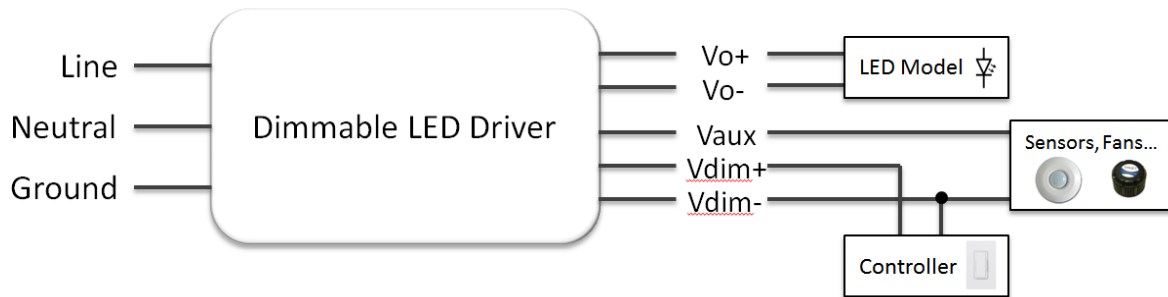 Line
Neutral
Ground
Dimmable LED Driver
Vo+
Vo-
Vaux
Vdim+
Vdim-
LED Model
Sensors, Fans...
Controller